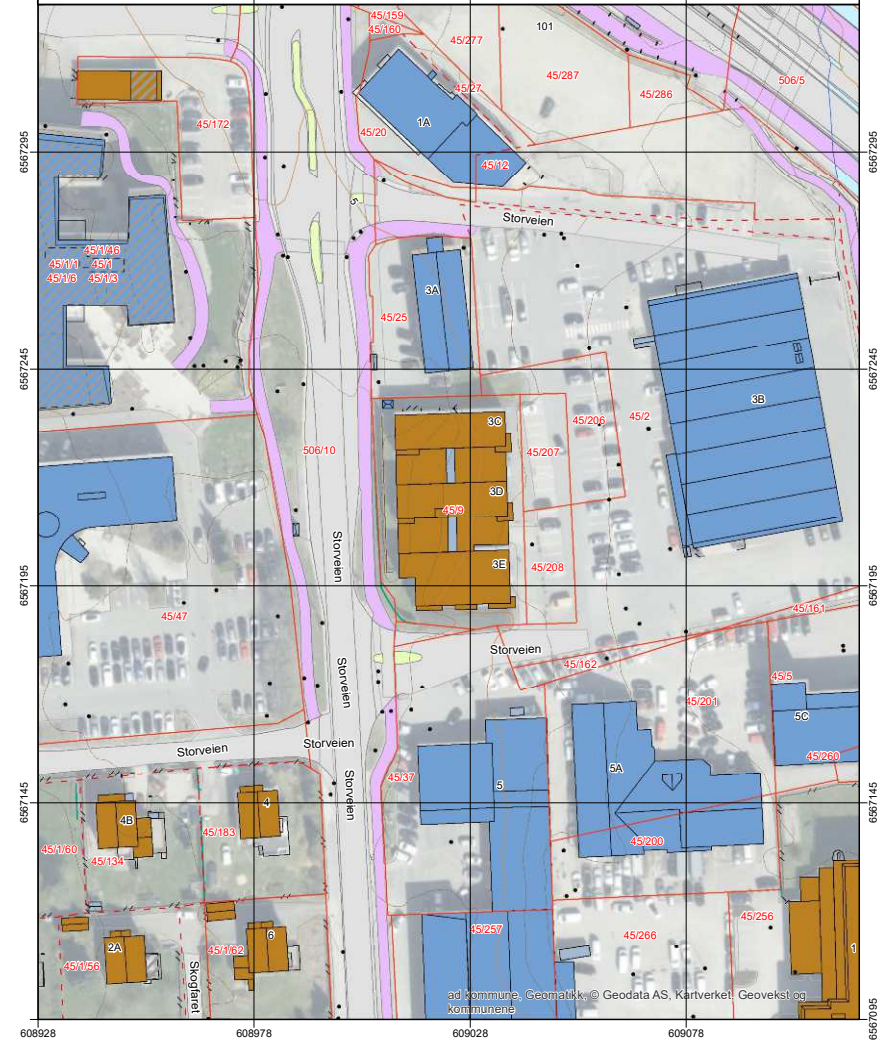 45/159
45/160
45/277
101
45/287
45/286
506/5
45/27
45/172
1A
45/20
45/12
6567295
6567295
5
Storveien
45/1/46
45/1/1 45/1
45/1/6 45/1/3
3A
45/25
6567245
6567245
3B
3C
45/206
45/2
506/10
45/207
3D
45/9
Storveien
3E
45/208
6567195
6567195
45/47
45/161
Storveien
45/162
Storveien
45/5
45/201
5C
Storveien
Storveien
45/260
5A
45/37
5
Storveien
6567145
6567145
4
4B
45/183
45/200
45/1/60
45/134
45/256
45/257
45/266
6
2A
45/1/62
1
45/1/56
Skogfaret
ad kommune, Geomatikk, © Geodata AS, Kartverket, Geovekst og
kommunene
6567095
6567095
608928
608978
609028
609078